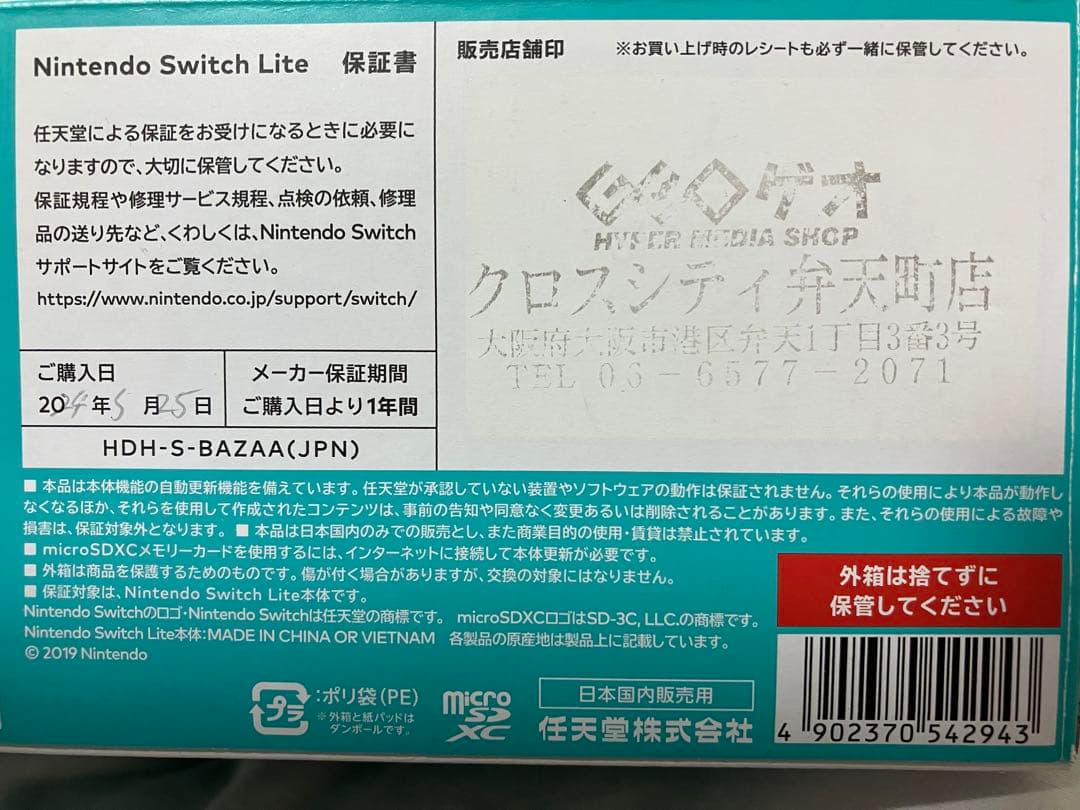 Nintendo Switch Lite 保証書
任天堂による保証をお受けになるときに必要に
なりますので、大切に保管してください。
保証規程や修理サービス規程、点検の依頼、修理
品の送り先など、くわしくは、Nintendo Switch
サポートサイトをご覧ください。
https://www.nintendo.co.jp/support/switch/
ご購入日
2024年5月25日
メーカー保証期間
ご購入日より1年間
HDH-S-BAZAA(JPN)
販売店舗印 ※お買い上げ時のレシートも必ず一緒に保管してください。
ゲオ
HYPER MEDIA SHOP
クロスシティ弁天町店
大阪府大阪市港区弁天1丁目3番3号
TEL 06-6577-2071
■ 本品は本体機能の自動更新機能を備えています。任天堂が承認していない装置やソフトウェアの動作は保証されません。それらの使用により本品が動作し
なくなるほか、それらを使用して作成されたコンテンツは、事前の告知や同意なく変更あるいは削除されることがあります。また、それらの使用による故障や
損害は、保証対象外となります。 ■ 本品は日本国内のみでの販売とし、また商業目的の使用・賃貸は禁止されています。
■ microSDXCメモリーカードを使用するには、インターネットに接続して本体更新が必要です。
■ 外箱は商品を保護するためのものです。傷が付く場合がありますが、交換の対象にはなりません。
■ 保証対象は、Nintendo Switch Lite本体です。
Nintendo Switchのロゴ・Nintendo Switchは任天堂の商標です。 microSDXCロゴはSD-3C, LLC.の商標です。
Nintendo Switch Lite本体:MADE IN CHINA OR VIETNAM 各製品の原産地は製品上に記載しています。
© 2019 Nintendo
外箱は捨てずに
保管してください
プラ
:ポリ袋(PE)
※外箱と紙パッドは
ダンボールです。
micro
SD
XC
日本国内販売用
任天堂株式会社
4 902370 542943